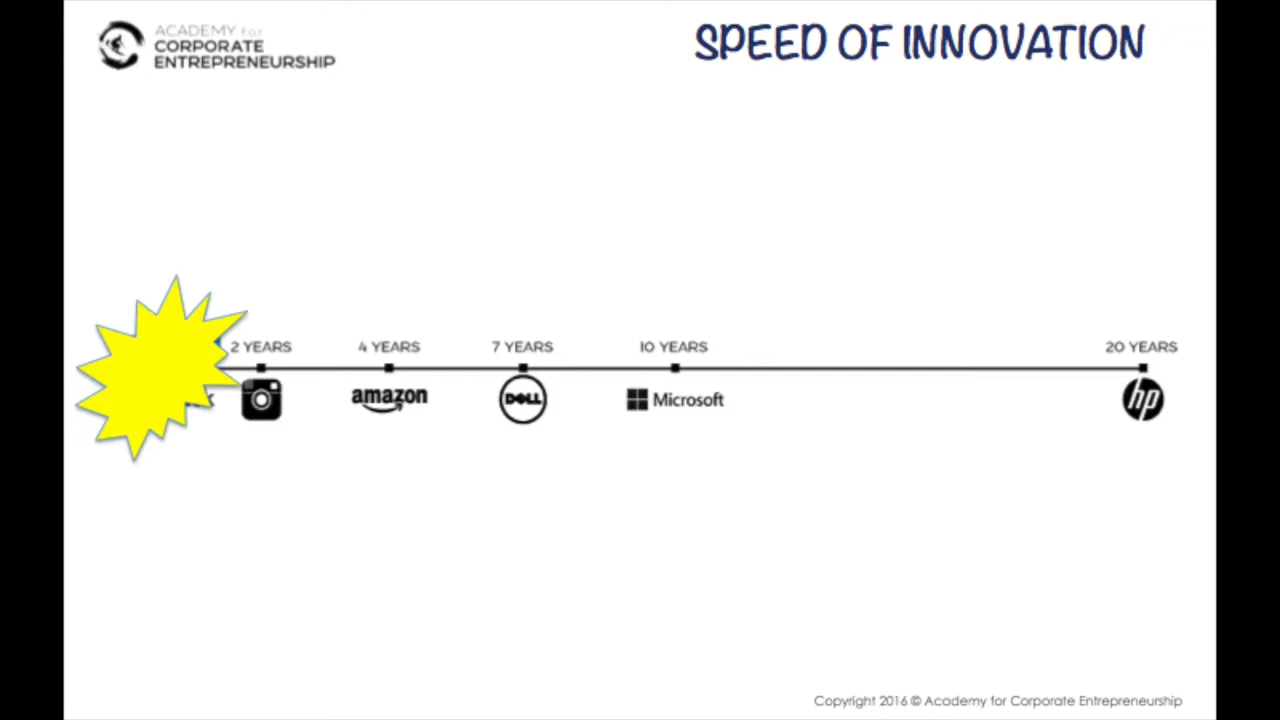 ACADEMY for
CORPORATE
ENTREPRENEURSHIP
SPEED OF INNOVATION
2 YEARS 4 YEARS 7 YEARS 10 YEARS 20 YEARS
amazon DELL Microsoft hp
Copyright 2016 © Academy for Corporate Entrepreneurship